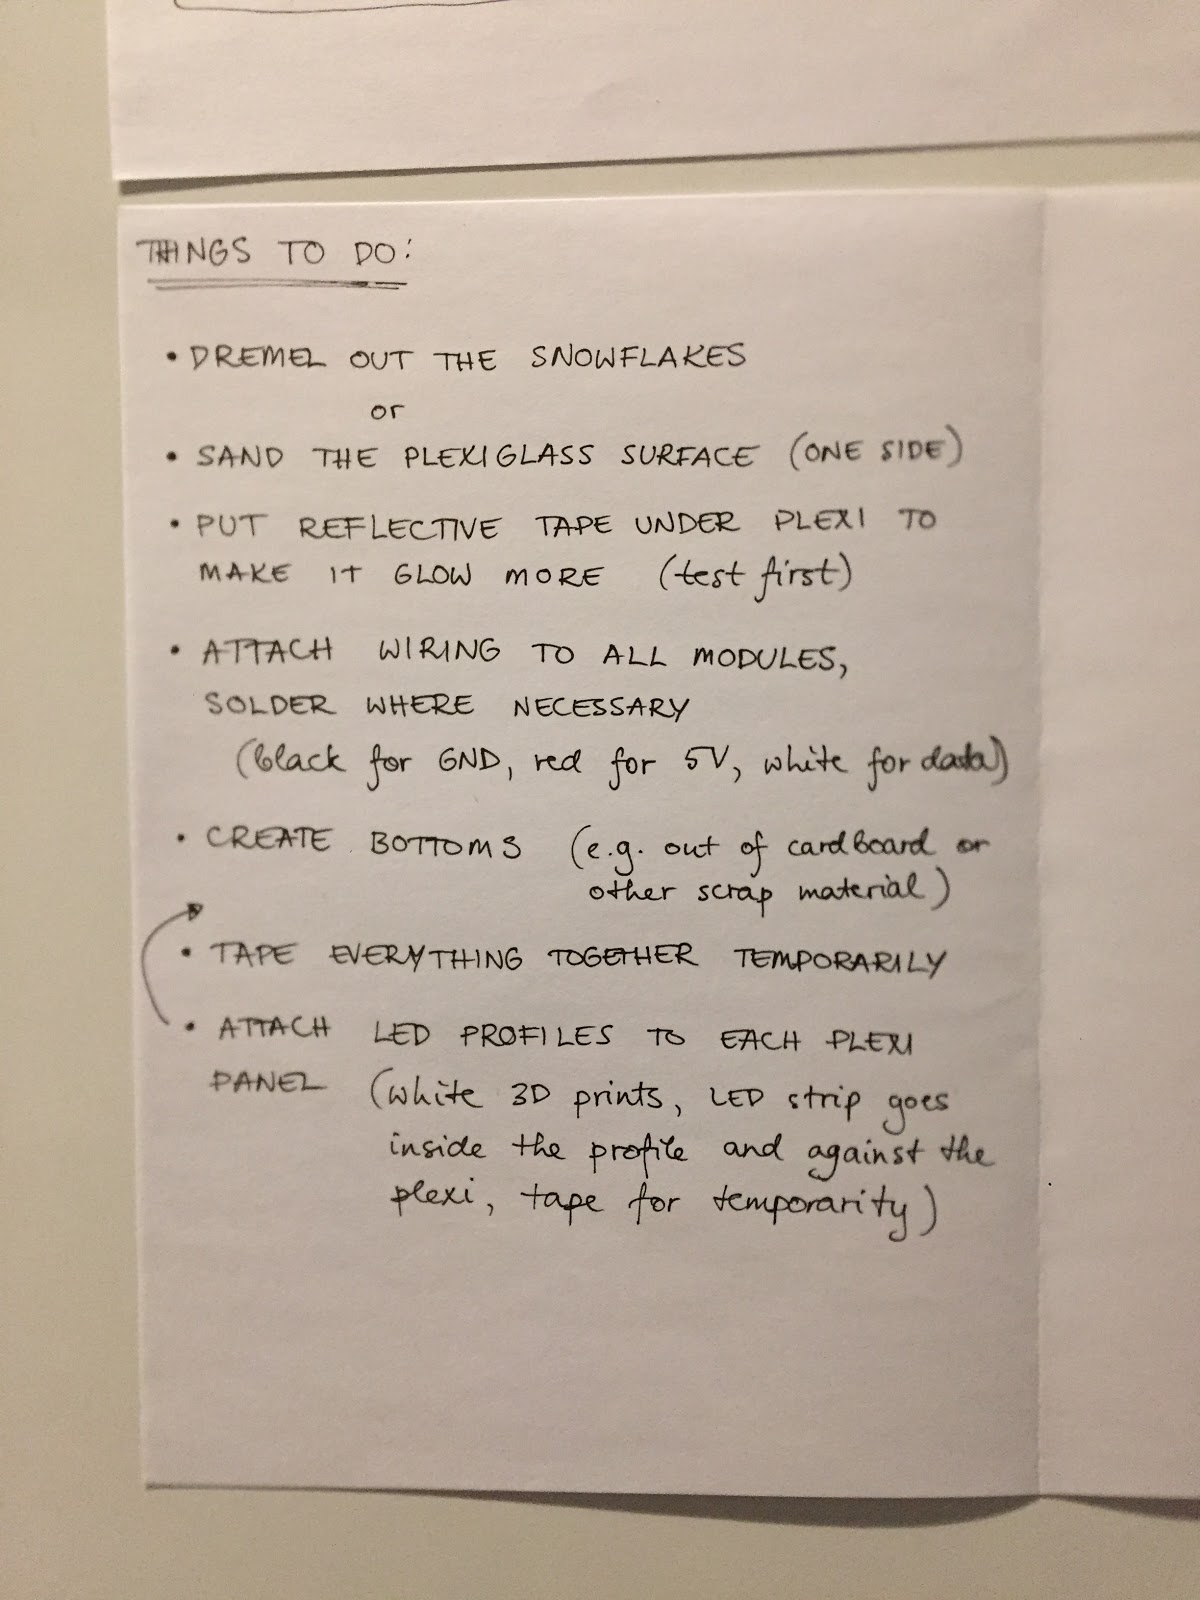 THINGS TO DO:
• DREMEL OUT THE SNOWFLAKES
or
• SAND THE PLEXIGLASS SURFACE (ONE SIDE)
• PUT REFLECTIVE TAPE UNDER PLEXI TO
MAKE IT GLOW MORE (test first)
• ATTACH WIRING TO ALL MODULES,
SOLDER WHERE NECESSARY
(black for GND, red for 5V, white for data)
• CREATE BOTTOMS (e.g. out of cardboard or
other scrap material)
• TAPE EVERYTHING TOGETHER TEMPORARILY
• ATTACH LED PROFILES TO EACH PLEXI
PANEL (white 3D prints, LED strip goes
inside the profile and against the
plexi, tape for temporarity)